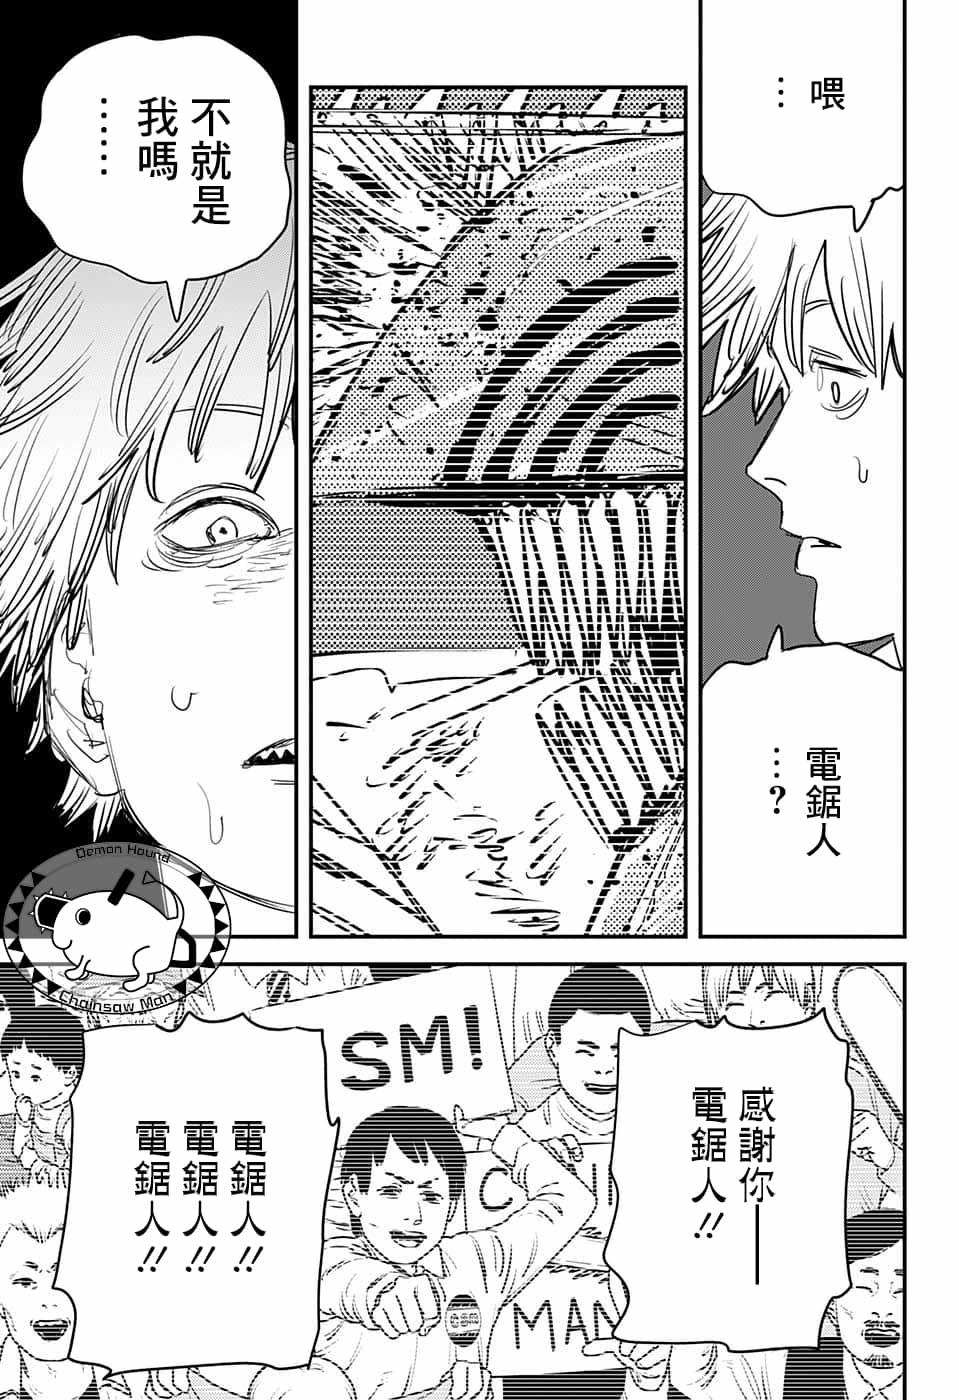 喂
…
電鋸人
…?
不就是
我嗎
……
Demon Hound
Chainsaw Man
SM!
MAN
感謝你——
電鋸人!!
電鋸人!!
電鋸人!!
電鋸人!!